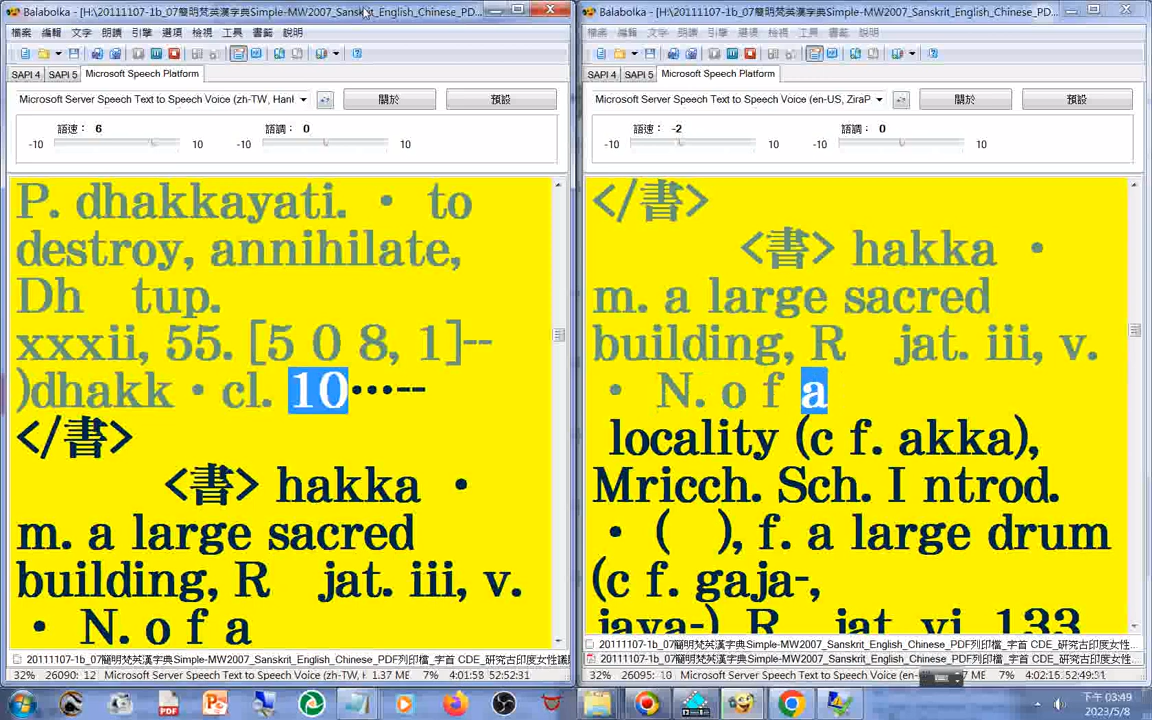 Balabolka - [H:\20111107-1b_07簡明梵英漢字典Simple-MW2007_Sanskrit_English_Chinese_PD...
檔案 編輯 文字 朗讀 引擎 選項 檢視 工具 書籤 說明
SAPI 4 SAPI 5 Microsoft Speech Platform
Microsoft Server Speech Text to Speech Voice (zh-TW, Hanl
關於 預設
語速： 6 語調： 0
-10 10 -10 10
P. dhakkayati. • to
destroy, annihilate,
Dh tup.
xxxii, 55. [5 0 8, 1]--
)dhakk • cl. 10•••--
</書>
<書> hakka •
m. a large sacred
building, R jat. iii, v.
• N. o f a
20111107-1b_07簡明梵英漢字典Simple-MW2007_Sanskrit_English_Chinese_PDF列印檔_字首 CDE_研究古印度女性議
32% 26090: 12 Microsoft Server Speech Text to Speech Voice (zh-TW, H 1.37 ME 7% 4:01:58 52:52:31
Balabolka - [H:\20111107-1b_07簡明梵英漢字典Simple-MW2007_Sanskrit_English_Chinese_PD...
檔案 編輯 文字 朗讀 引擎 選項 檢視 工具 書籤 說明
SAPI 4 SAPI 5 Microsoft Speech Platform
Microsoft Server Speech Text to Speech Voice (en-US, ZiraP
關於 預設
語速： -2 語調： 0
-10 10 -10 10
</書>
<書> hakka •
m. a large sacred
building, R jat. iii, v.
• N. o f a
locality (c f. akka),
Mricch. Sch. I ntrod.
• ( ), f. a large drum
(c f. gaja-,
java-) R jat vi 133
20111107-1b_07簡明梵英漢字典Simple-MW2007_Sanskrit_English_Chinese_PDF列印檔_字首 CDE_研究古印度女性
20111107-1b_07簡明梵英漢字典Simple-MW2007_Sanskrit_English_Chinese_PDF列印檔_字首 CDE_研究古印度女性...
32% 26095: 10 Microsoft Server Speech Text to Speech Voice (en-US, 7 ME 7% 4:02:15 52:49:31
下午 03:49
2023/5/8